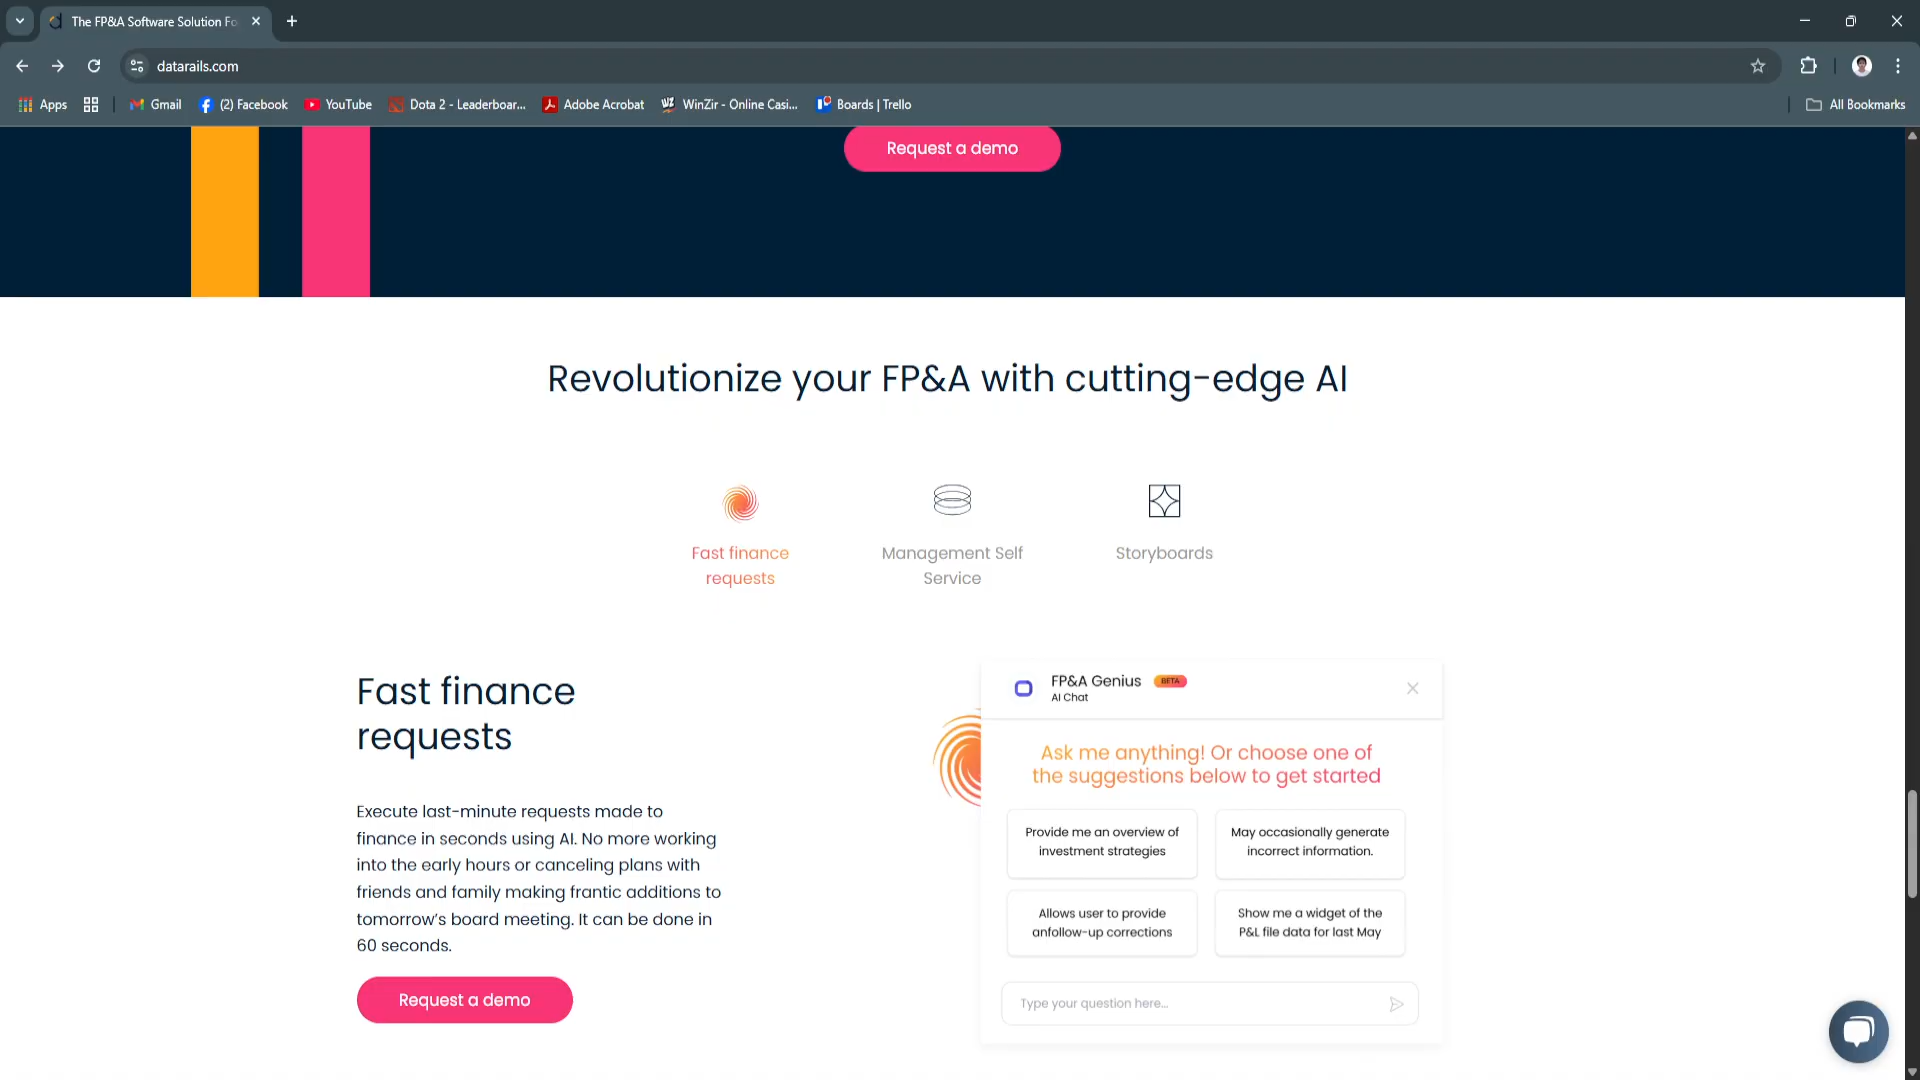 The FP&A Software Solution Fo
datarails.com
Apps
Gmail
(2) Facebook
YouTube
Dota 2 - Leaderboar...
Adobe Acrobat
WinZir - Online Casi...
Boards | Trello
All Bookmarks
Request a demo
Revolutionize your FP&A with cutting-edge AI
Fast finance
requests
Management Self
Service
Storyboards
Fast finance
requests
Execute last-minute requests made to
finance in seconds using AI. No more working
into the early hours or canceling plans with
friends and family making frantic additions to
tomorrow's board meeting. It can be done in
60 seconds.
Request a demo
FP&A Genius BETA
AI Chat
Ask me anything! Or choose one of
the suggestions below to get started
Provide me an overview of
investment strategies
May occasionally generate
incorrect information.
Allows user to provide
anfollow-up corrections
Show me a widget of the
P&L file data for last May
Type your question here...